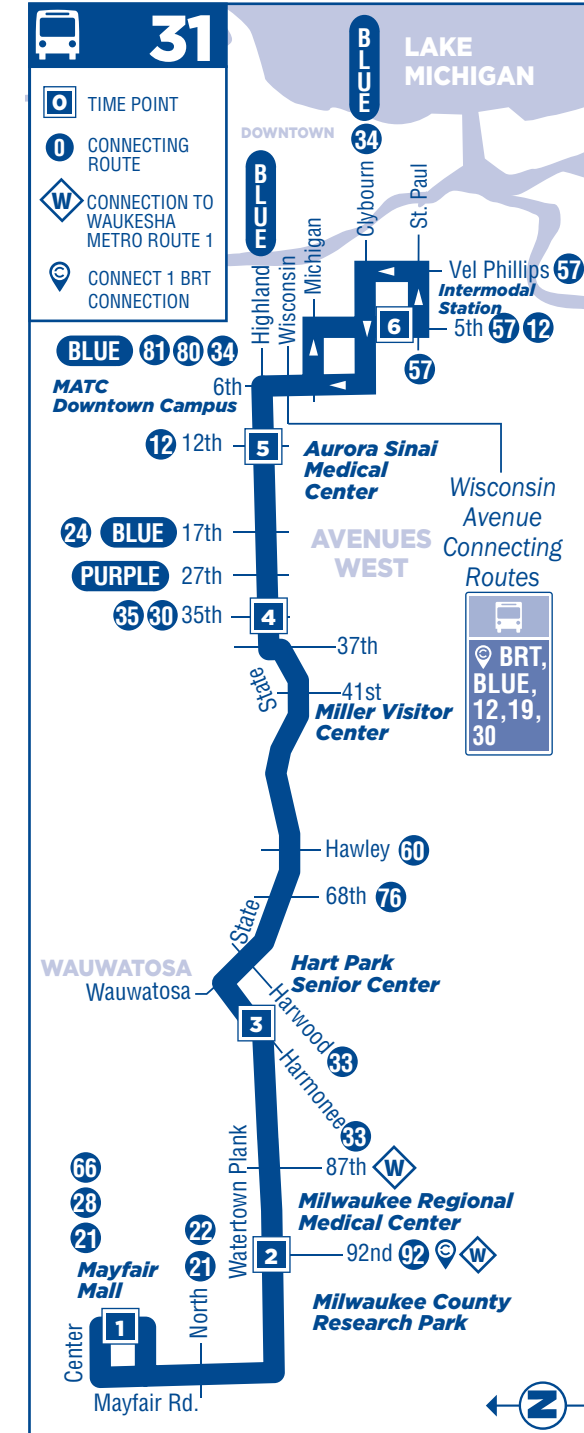 31
0 TIME POINT
0 CONNECTING
ROUTE
W CONNECTION TO
WAUKESHA
METRO ROUTE 1
C CONNECT 1 BRT
CONNECTION
LAKE
MICHIGAN
DOWNTOWN
BLUE
34
BLUE
Highland
Wisconsin
Michigan
Clybourn
St. Paul
Vel Phillips 57
Intermodal
Station
6
5th 57 12
57
BLUE 81 80 34
MATC
Downtown Campus
6th
12 12th
5
Aurora Sinai
Medical
Center
24 BLUE 17th
AVENUES
WEST
PURPLE 27th
35 30 35th
4
Wisconsin
Avenue
Connecting
Routes
C BRT,
BLUE,
12,19,
30
37th
State
41st
Miller Visitor
Center
Hawley 60
68th 76
State
WAUWATOSA
Wauwatosa
Hart Park
Senior Center
3
Harwood
33
Harmonee
33
Watertown Plank
87th W
Milwaukee Regional
Medical Center
2
92nd 92 C W
Milwaukee County
Research Park
66
28
21
Mayfair
Mall
1
22
21
North
Center
Mayfair Rd.
N